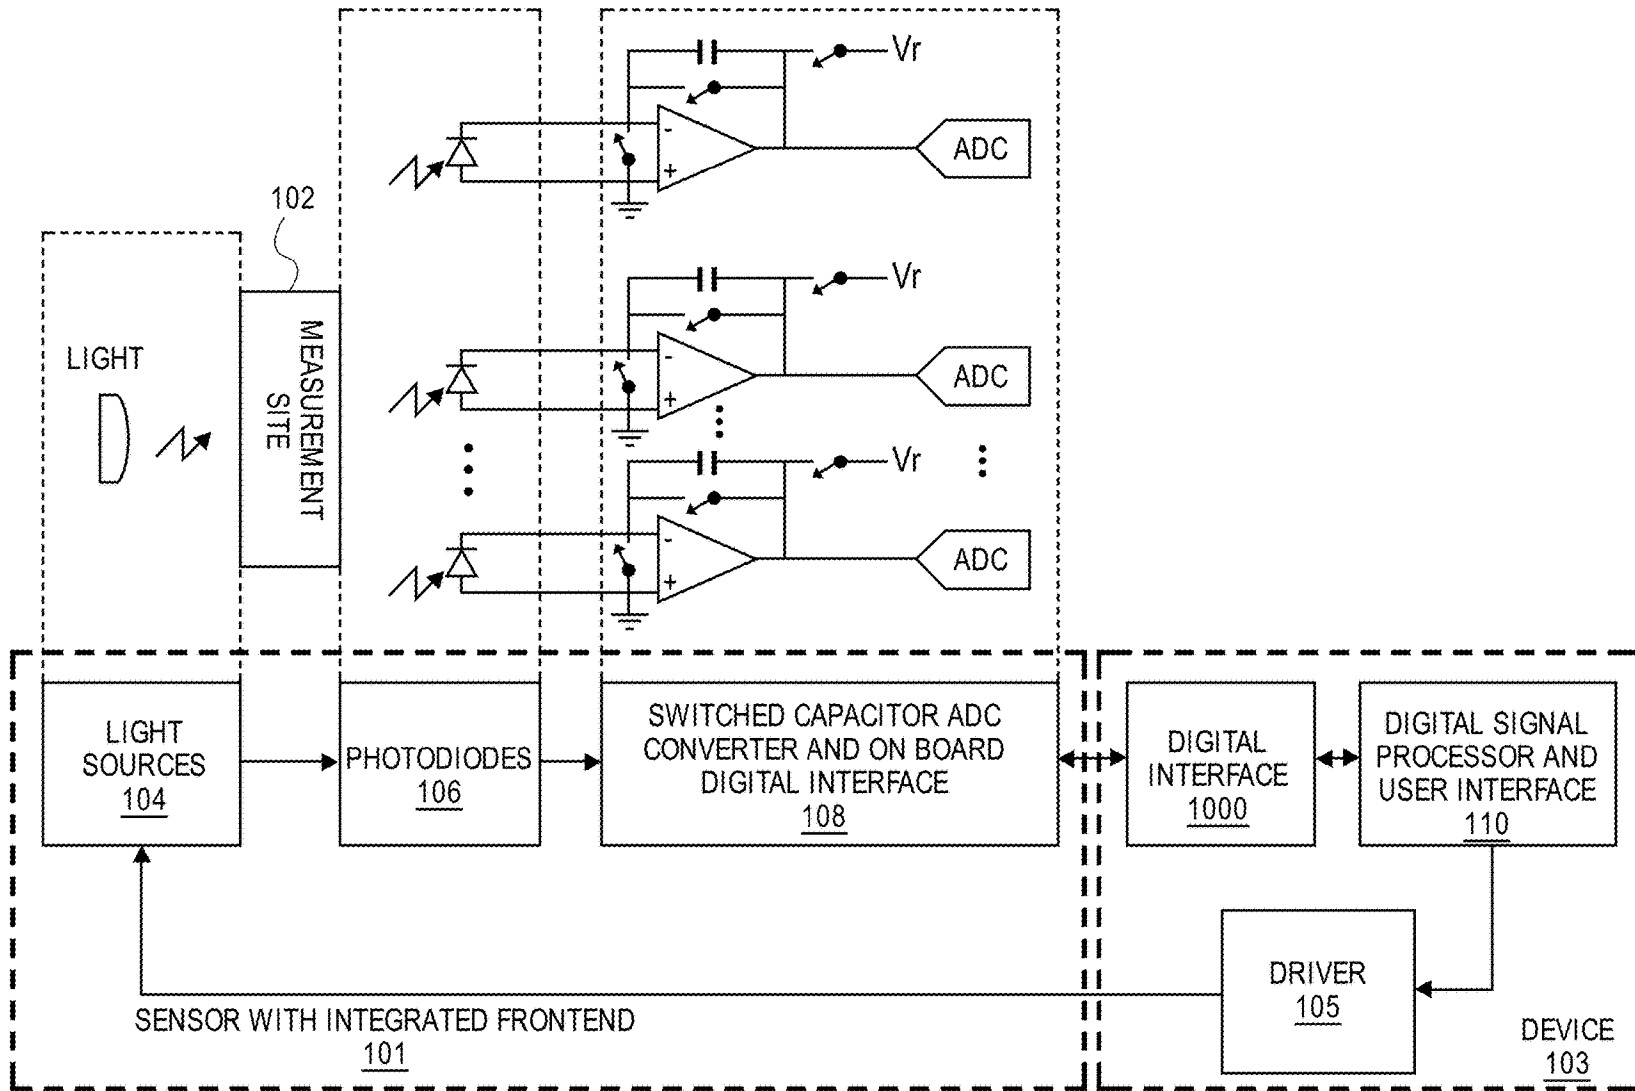 Vr
-
+
ADC
102
Vr
-
+
ADC
LIGHT
MEASUREMENT
SITE
Vr
-
+
ADC
LIGHT
SOURCES
104
PHOTODIODES
106
SWITCHED CAPACITOR ADC
CONVERTER AND ON BOARD
DIGITAL INTERFACE
108
DIGITAL
INTERFACE
1000
DIGITAL SIGNAL
PROCESSOR AND
USER INTERFACE
110
DRIVER
105
SENSOR WITH INTEGRATED FRONTEND
101
DEVICE
103